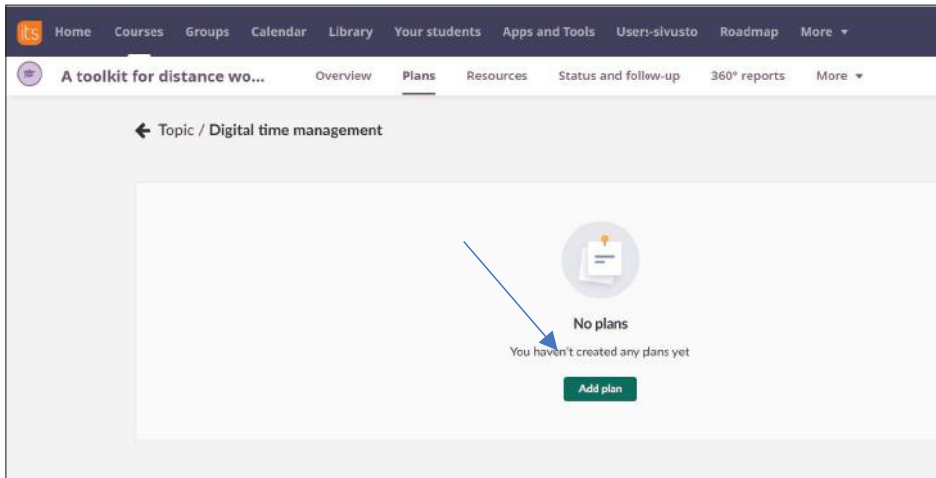 its Home Courses Groups Calendar Library Your students Apps and Tools Users-sivusto Roadmap More
A toolkit for distance wo... Overview Plans Resources Status and follow-up 360° reports More
Topic / Digital time management
No plans
You haven't created any plans yet
Add plan